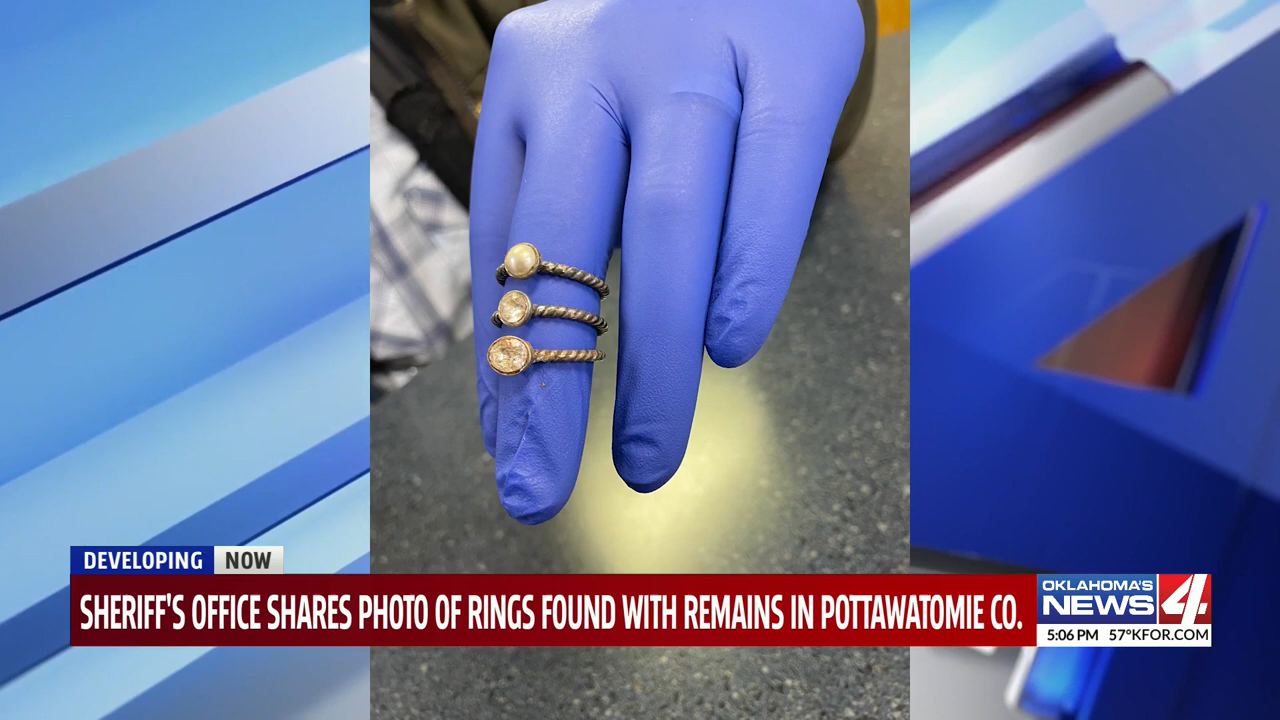 DEVELOPING NOW
SHERIFF'S OFFICE SHARES PHOTO OF RINGS FOUND WITH REMAINS IN POTTAWATOMIE CO.
OKLAHOMA'S
NEWS 4
5:06 PM 57° KFOR.COM